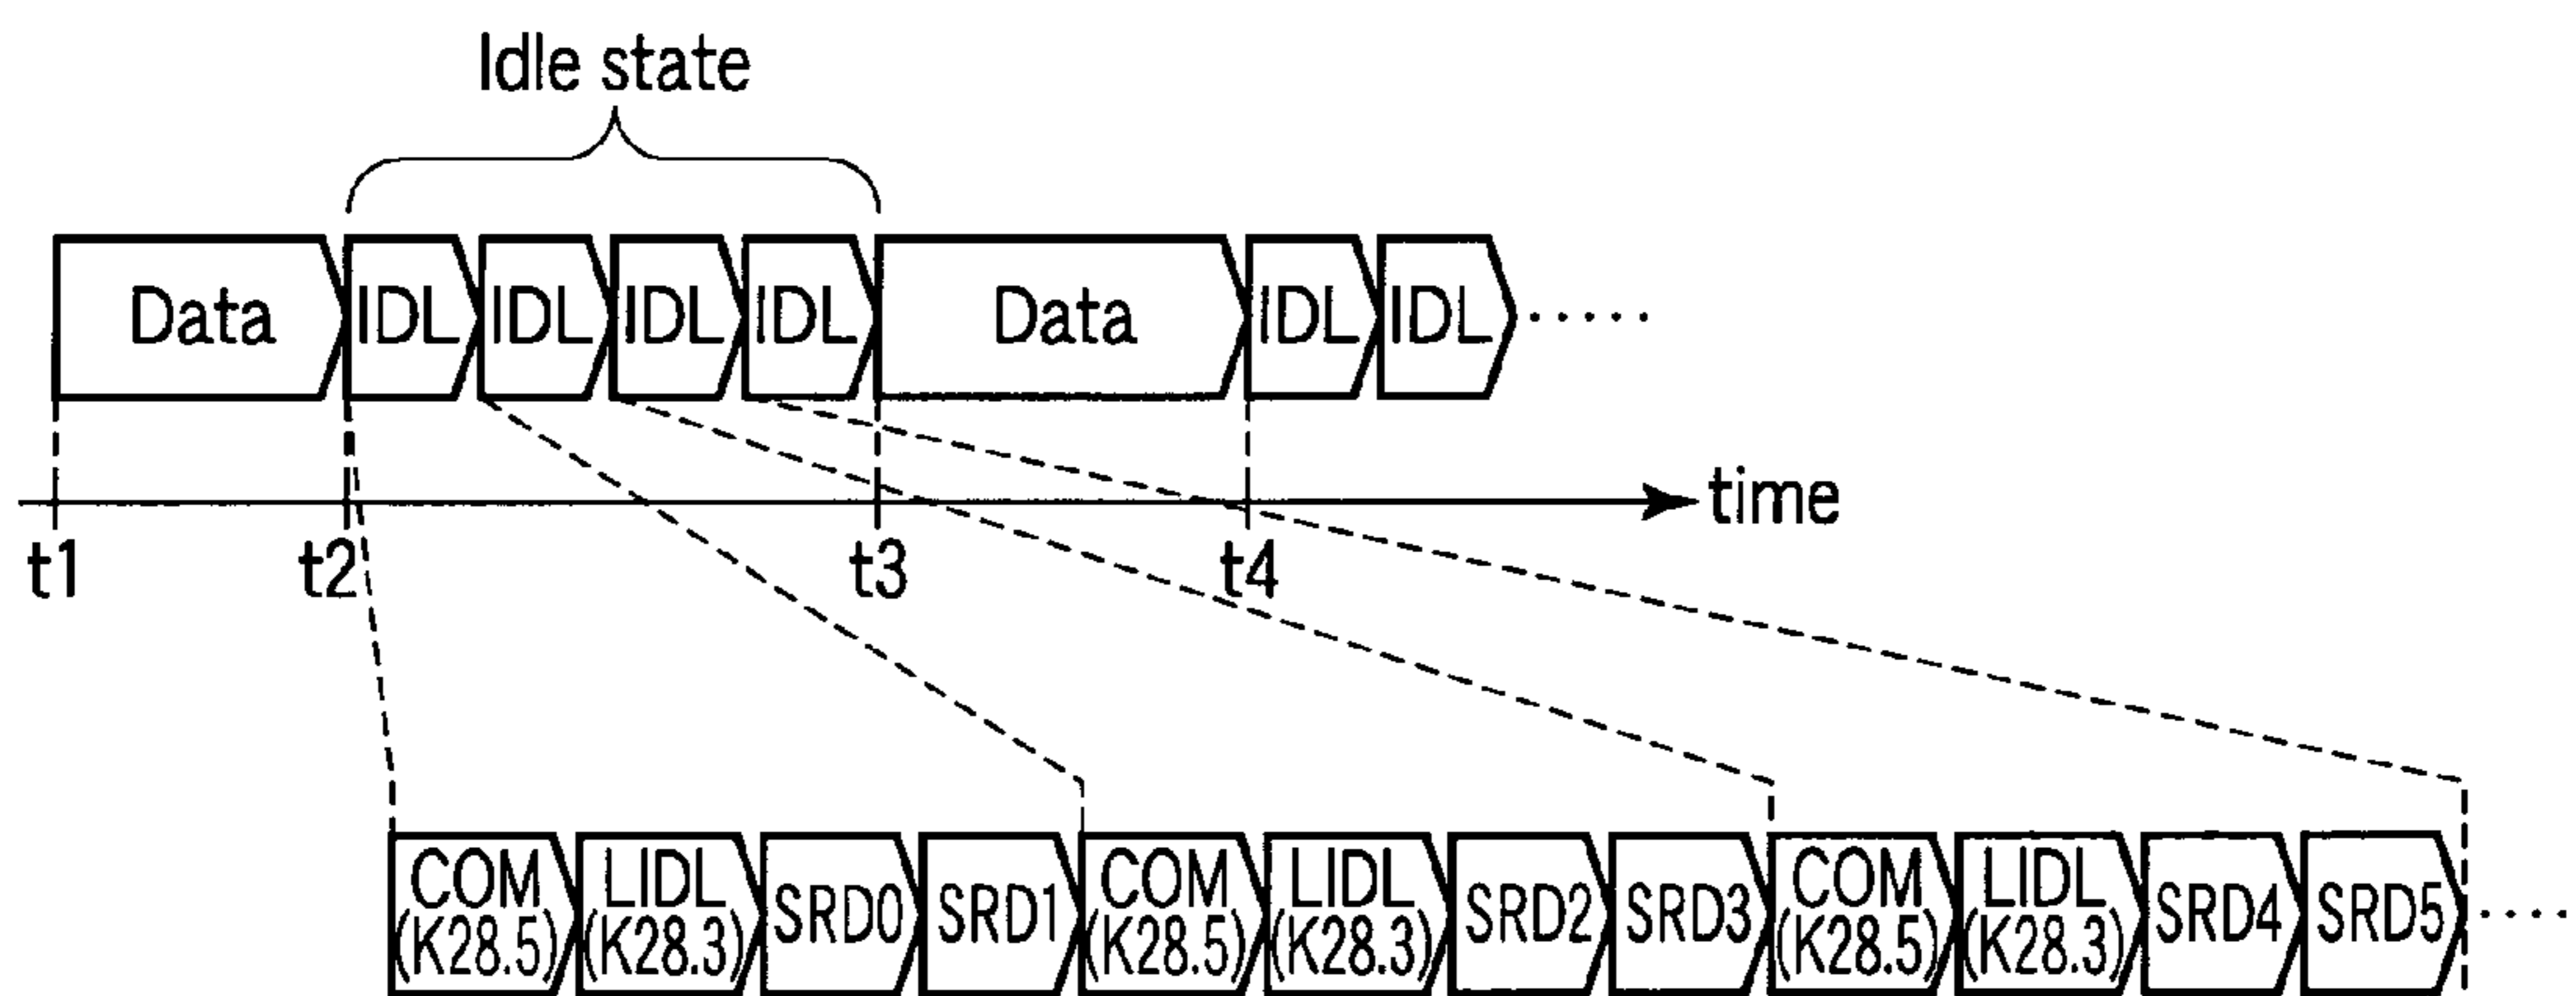 Idle state
Data IDL IDL IDL IDL Data IDL IDL .....
time
t1 t2 t3 t4
COM LIDL SRD0 SRD1 COM LIDL SRD2 SRD3 COM LIDL SRD4 SRD5 ....
(K28.5) (K28.3) (K28.5) (K28.3) (K28.5) (K28.3)